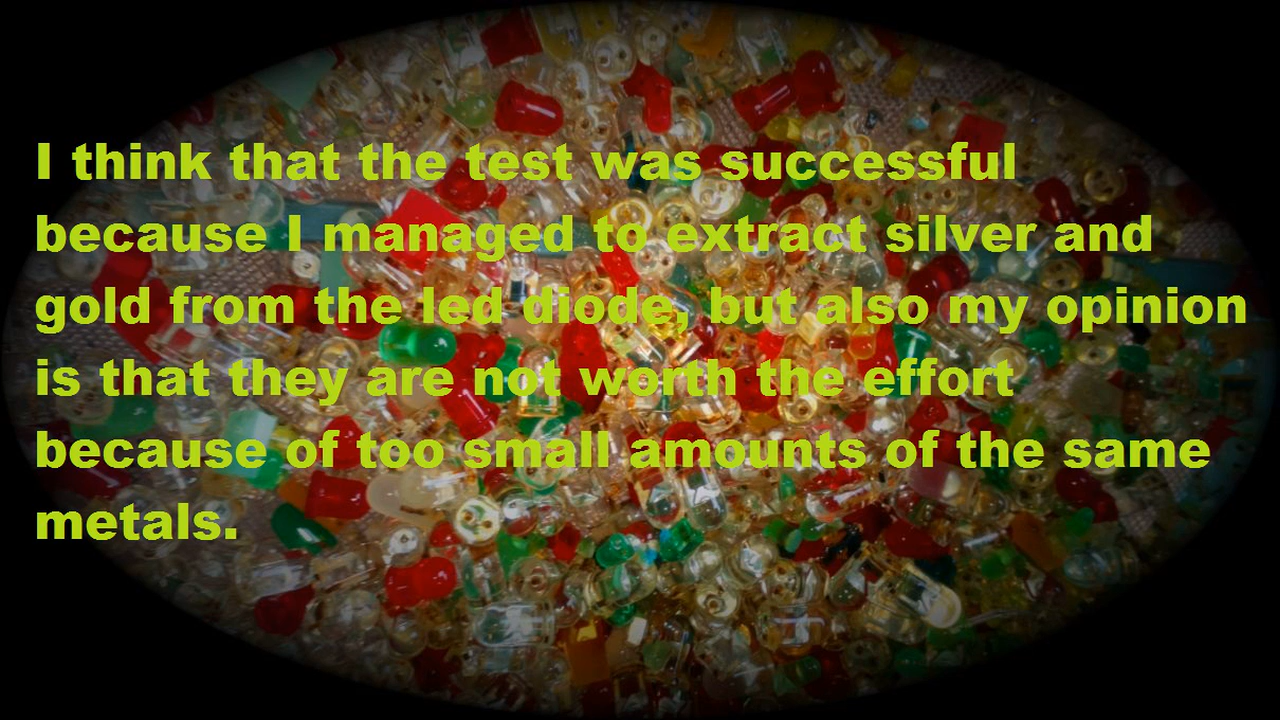 I think that the test was successful
because I managed to extract silver and
gold from the led diode, but also my opinion
is that they are not worth the effort
because of too small amounts of the same
metals.